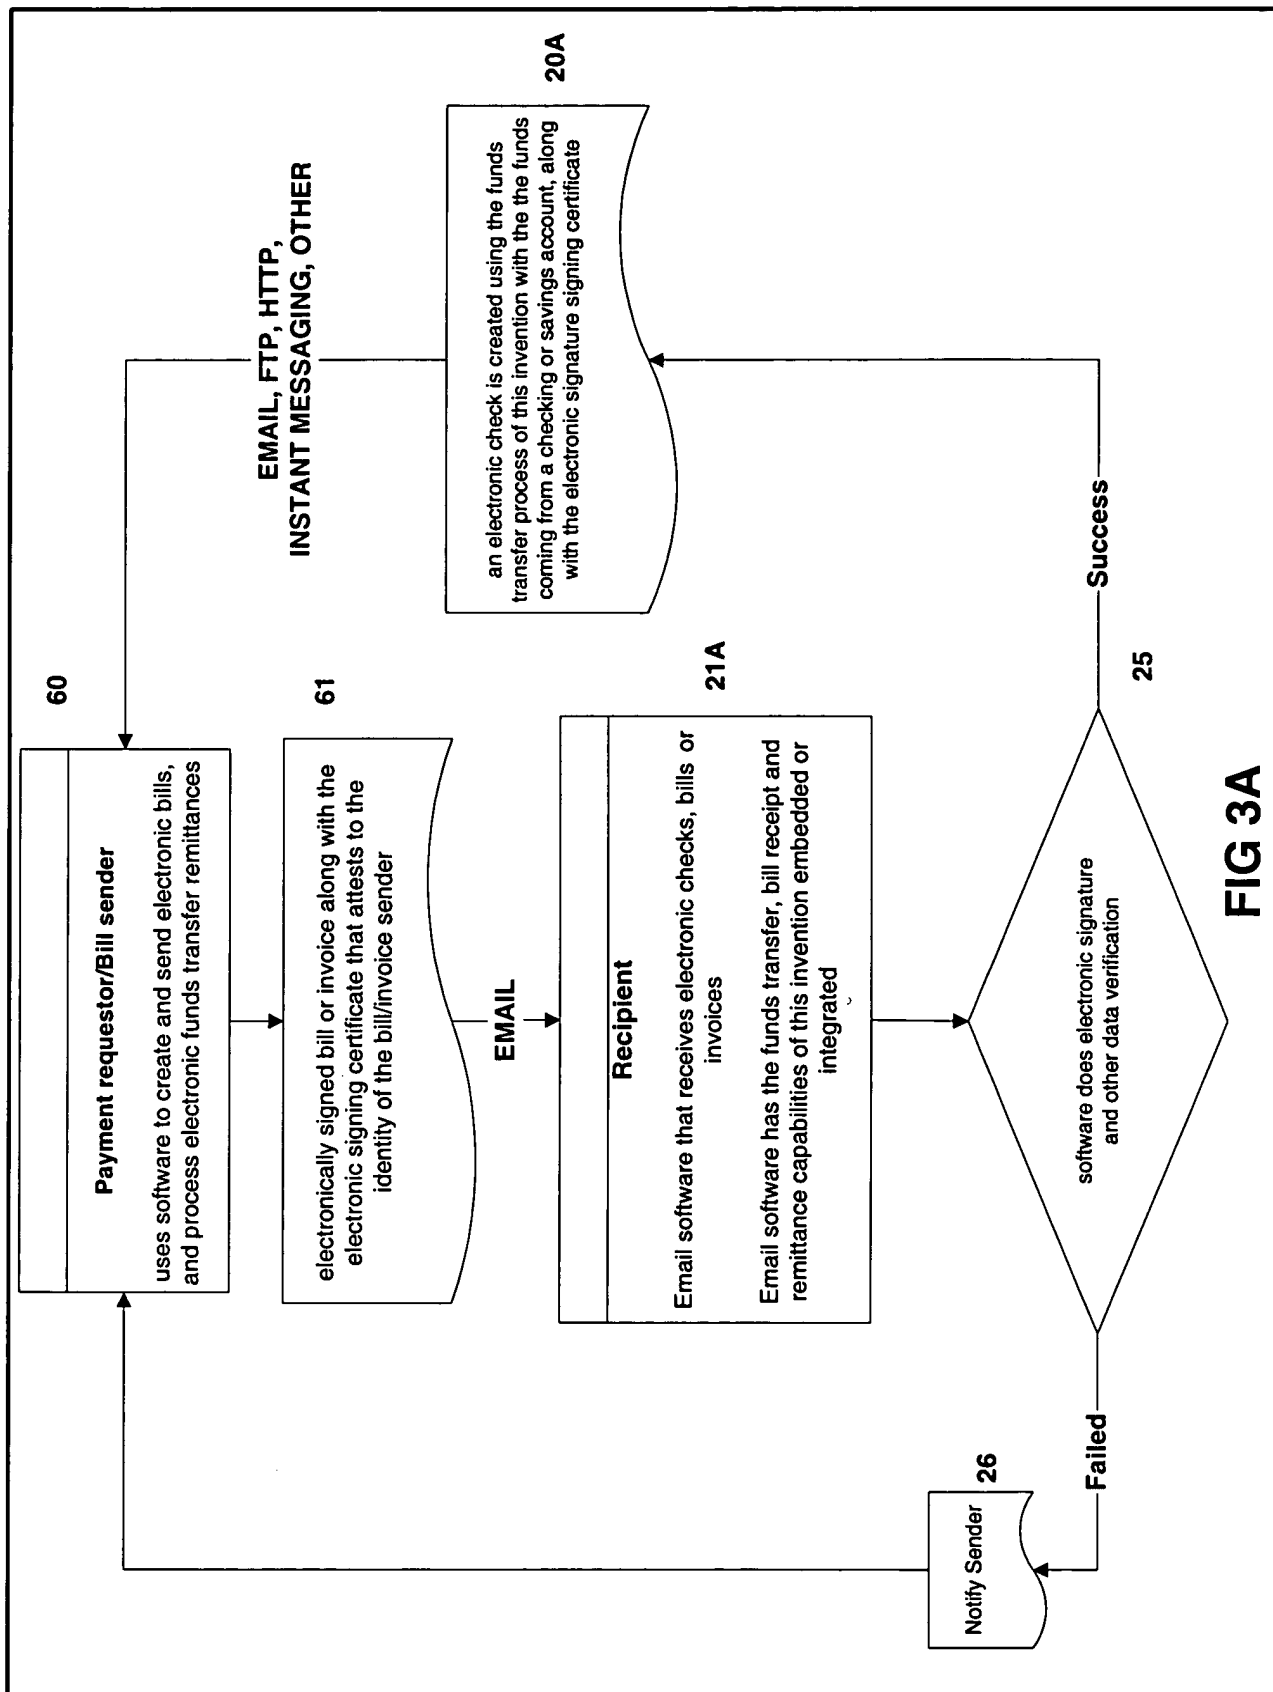 60
Payment requestor/Bill sender
uses software to create and send electronic bills,
and process electronic funds transfer remittances
61
electronically signed bill or invoice along with the
electronic signing certificate that attests to the
identity of the bill/invoice sender
EMAIL
21A
Recipient
Email software that receives electronic checks, bills or
invoices
Email software has the funds transfer, bill receipt and
remittance capabilities of this invention embedded or
integrated
25
software does electronic signature
and other data verification
Failed
26
Notify Sender
Success
20A
an electronic check is created using the funds
transfer process of this invention with the the funds
coming from a checking or savings account, along
with the electronic signature signing certificate
EMAIL, FTP, HTTP,
INSTANT MESSAGING, OTHER
FIG 3A